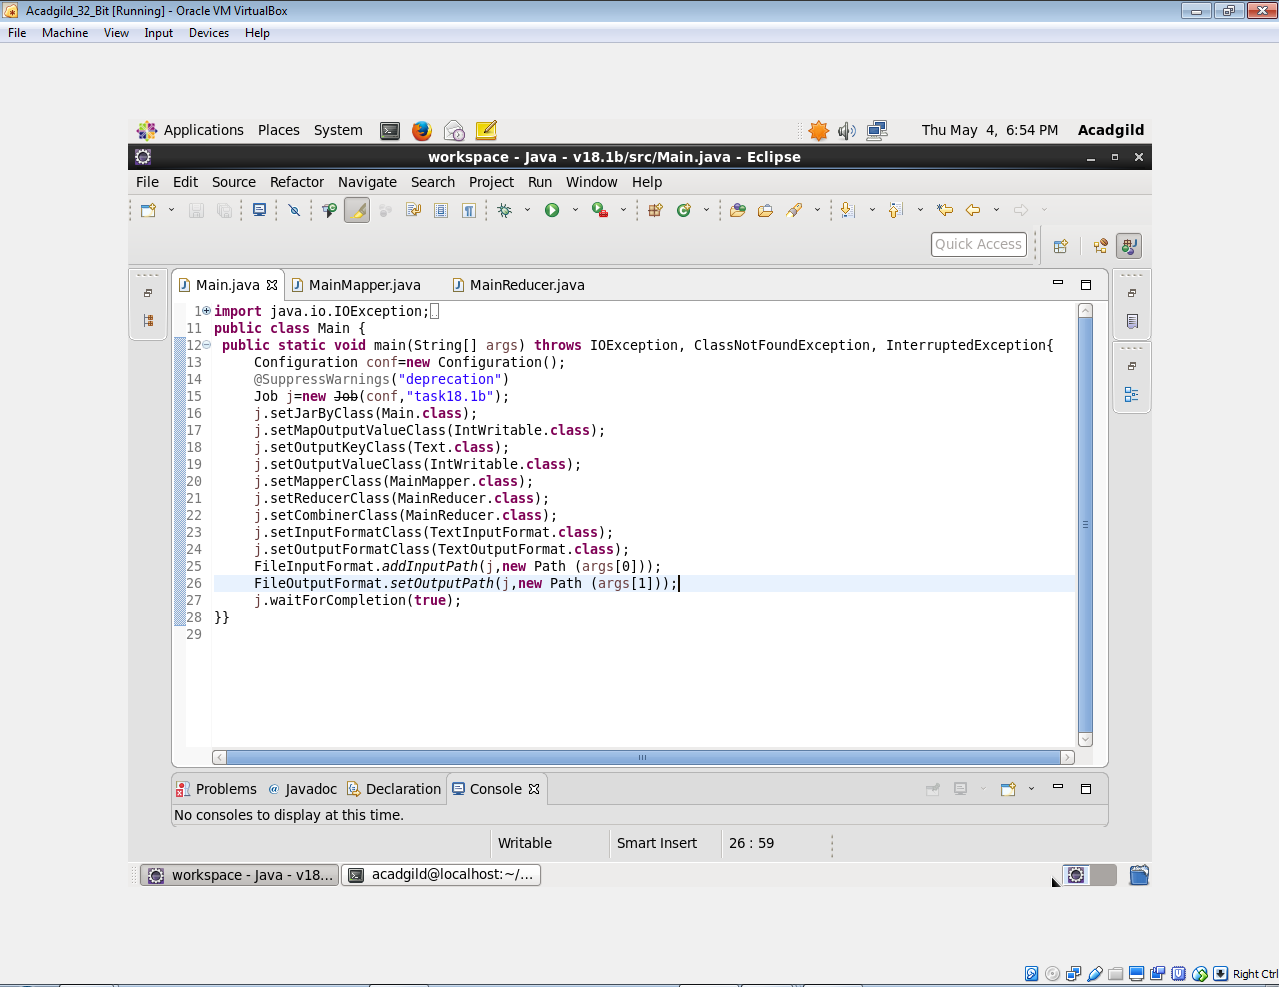 Acadgild_32_Bit [Running] - Oracle VM VirtualBox
File Machine View Input Devices Help
Applications Places System Thu May 4, 6:54 PM Acadgild
workspace - Java - v18.1b/src/Main.java - Eclipse
File Edit Source Refactor Navigate Search Project Run Window Help
Quick Access
Main.java MainMapper.java MainReducer.java
1 import java.io.IOException;
11 public class Main {
12 public static void main(String[] args) throws IOException, ClassNotFoundException, InterruptedException{
13 Configuration conf=new Configuration();
14 @SuppressWarnings("deprecation")
15 Job j=new Job(conf,"task18.1b");
16 j.setJarByClass(Main.class);
17 j.setMapOutputValueClass(IntWritable.class);
18 j.setOutputKeyClass(Text.class);
19 j.setOutputValueClass(IntWritable.class);
20 j.setMapperClass(MainMapper.class);
21 j.setReducerClass(MainReducer.class);
22 j.setCombinerClass(MainReducer.class);
23 j.setInputFormatClass(TextInputFormat.class);
24 j.setOutputFormatClass(TextOutputFormat.class);
25 FileInputFormat.addInputPath(j,new Path (args[0]));
26 FileOutputFormat.setOutputPath(j,new Path (args[1]));
27 j.waitForCompletion(true);
28 }}
29
Problems @ Javadoc Declaration Console
No consoles to display at this time.
Writable Smart Insert 26 : 59
workspace - Java - v18... acadgild@localhost:~/...
Right Ctrl